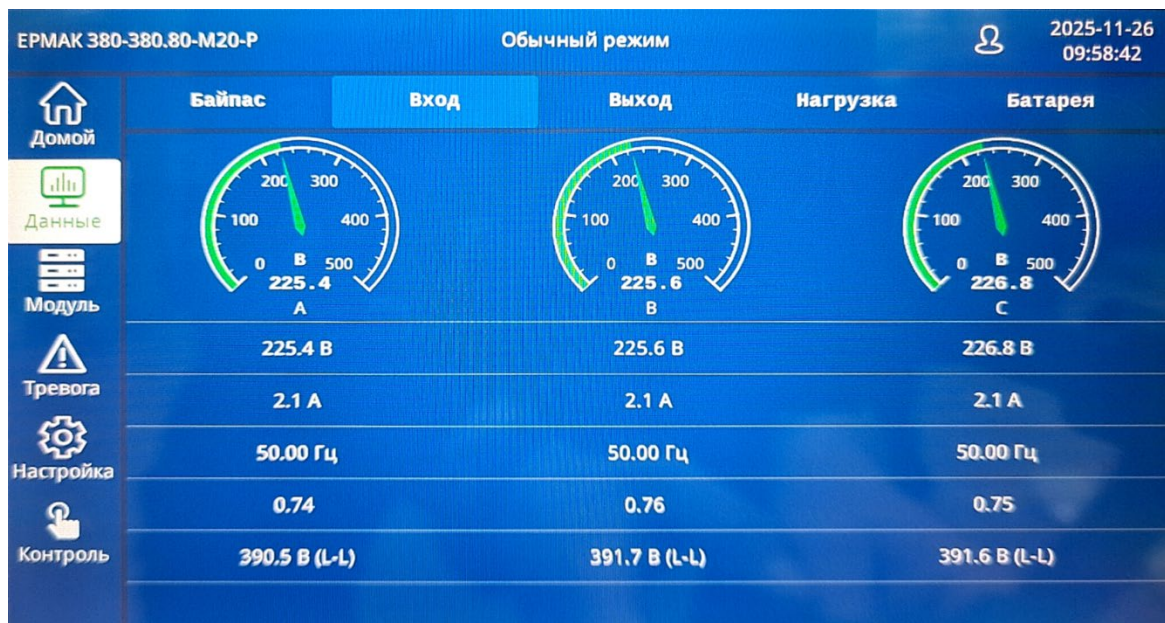 ЕРМАК 380-380.80-М20-Р
Обычный режим
2025-11-26
09:58:42
Домой
Данные
Модуль
Тревога
Настройка
Контроль
Байпас Вход Выход Нагрузка Батарея
200 300
100 400
0 В 500
225.4
A
200 300
100 400
0 В 500
225.6
B
200 300
100 400
0 В 500
226.8
C
225.4 В 225.6 В 226.8 В
2.1 А 2.1 А 2.1 А
50.00 Гц 50.00 Гц 50.00 Гц
0.74 0.76 0.75
390.5 В (L-L) 391.7 В (L-L) 391.6 В (L-L)